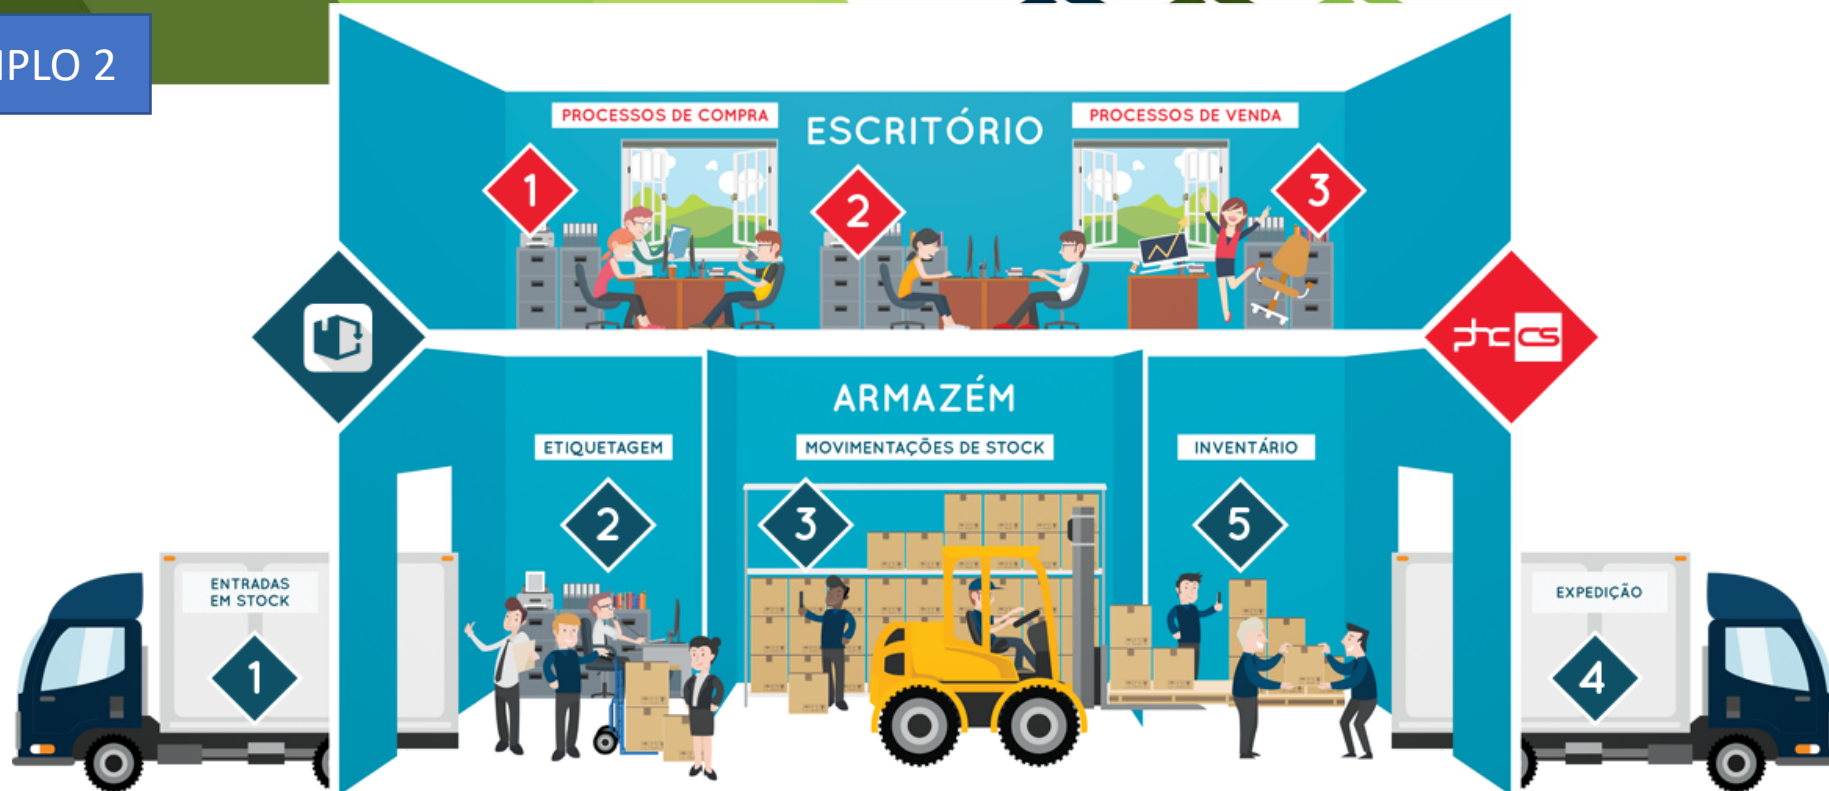 IPLO 2
PROCESSOS DE COMPRA
ESCRITÓRIO
PROCESSOS DE VENDA
1
2
3
phc cs
ARMAZÉM
ETIQUETAGEM
MOVIMENTAÇÕES DE STOCK
INVENTÁRIO
2
3
5
ENTRADAS
EM STOCK
1
EXPEDIÇÃO
4